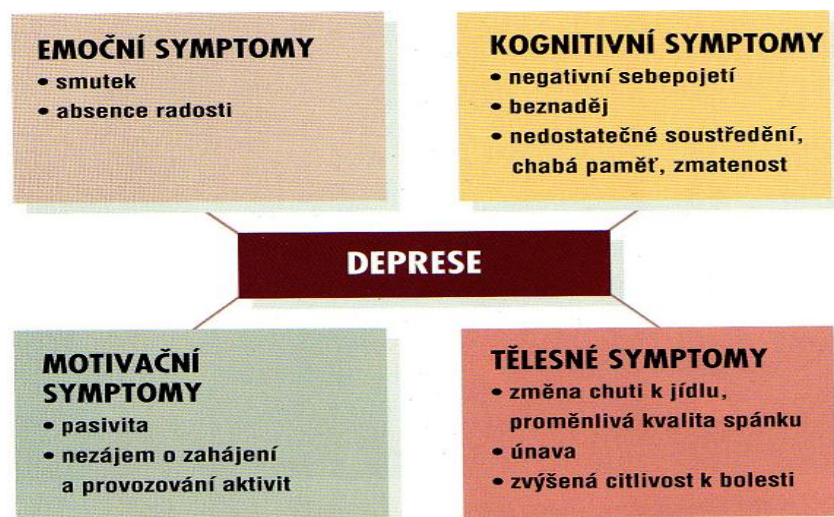 EMOČNÍ SYMPTOMY
• smutek
• absence radosti
KOGNITIVNÍ SYMPTOMY
• negativní sebepojetí
• beznaděj
• nedostatečné soustředění,
chabá paměť, zmatenost
DEPRESE
MOTIVAČNÍ
SYMPTOMY
• pasivita
• nezájem o zahájení
a provozování aktivit
TĚLESNÉ SYMPTOMY
• změna chuti k jídlu,
proměnlivá kvalita spánku
• únava
• zvýšená citlivost k bolesti